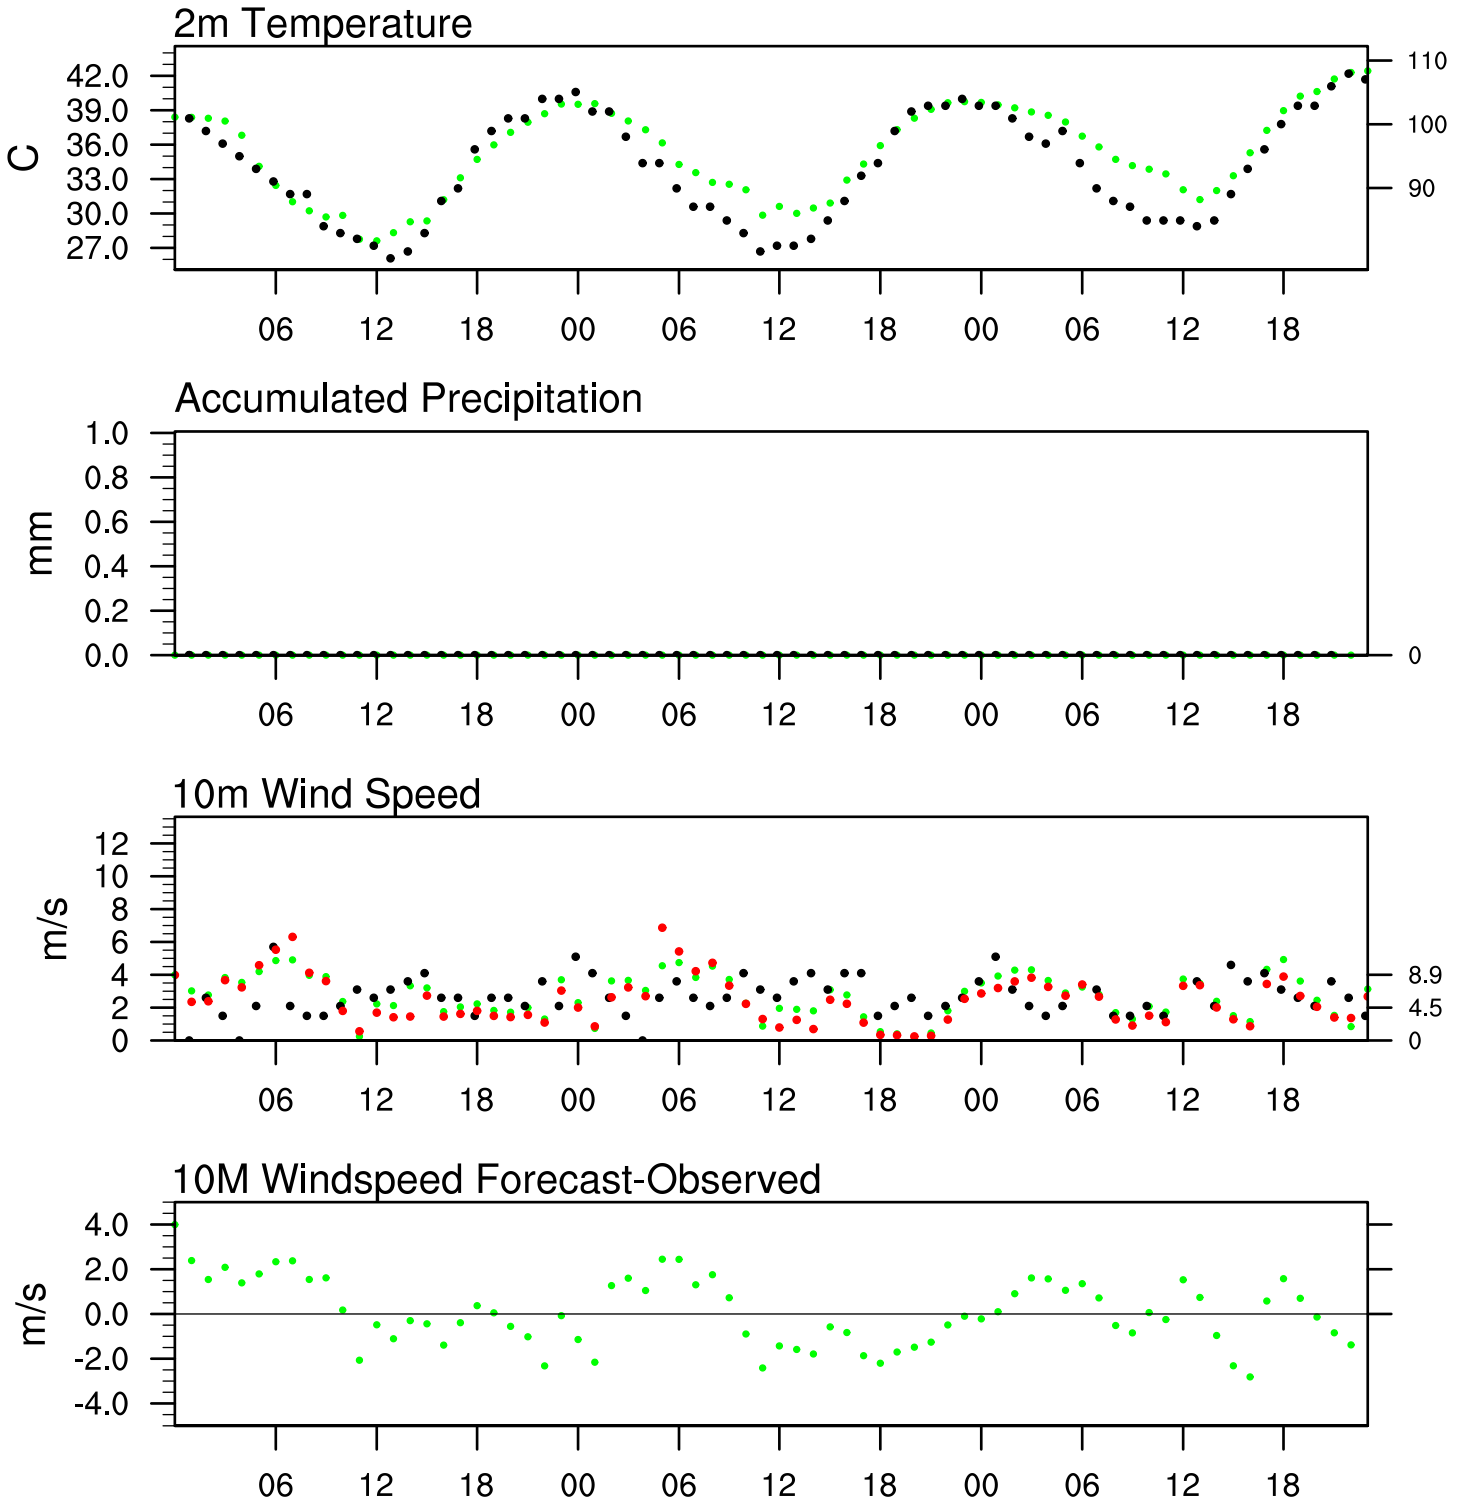 2m Temperature
42.0
39.0
36.0
33.0
30.0
27.0
C
110
100
90
06 12 18 00 06 12 18 00 06 12 18
Accumulated Precipitation
1.0
0.8
0.6
0.4
0.2
0.0
mm
0
06 12 18 00 06 12 18 00 06 12 18
10m Wind Speed
12
10
8
6
4
2
0
m/s
8.9
4.5
0
06 12 18 00 06 12 18 00 06 12 18
10M Windspeed Forecast-Observed
4.0
2.0
0.0
-2.0
-4.0
m/s
06 12 18 00 06 12 18 00 06 12 18